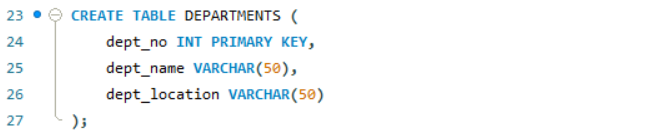 23 CREATE TABLE DEPARTMENTS (
24 dept_no INT PRIMARY KEY,
25 dept_name VARCHAR(50),
26 dept_location VARCHAR(50)
27 );